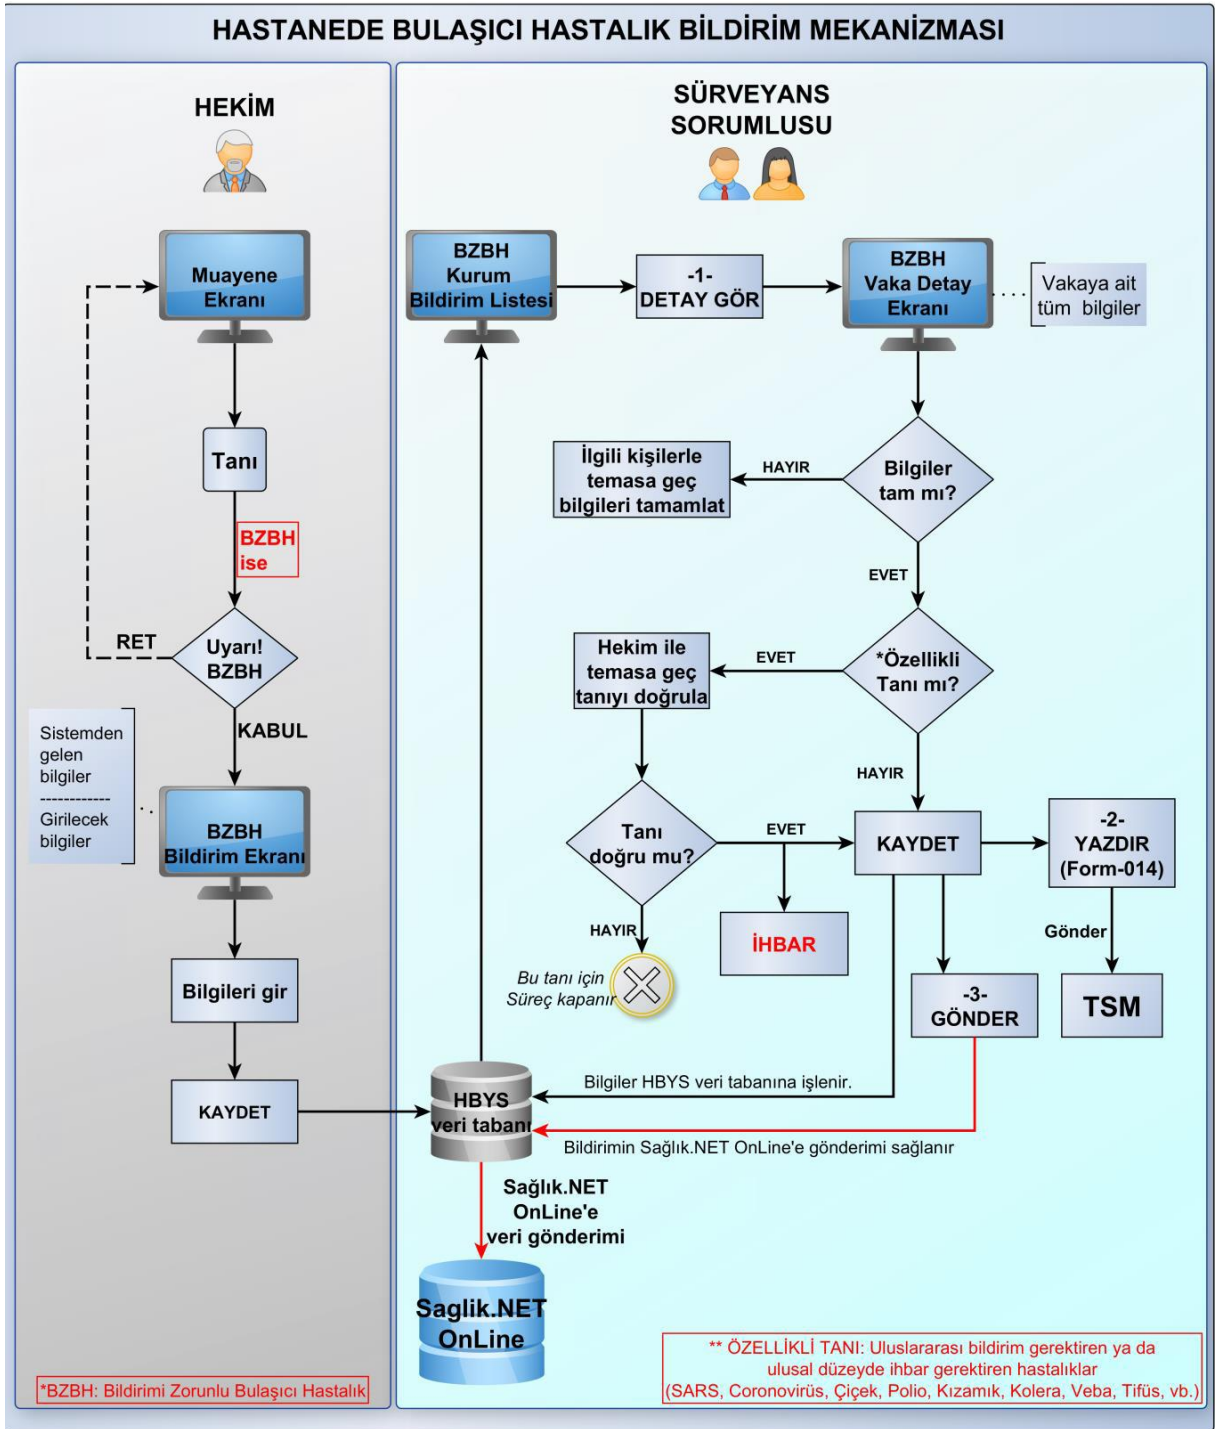 HASTANEDE BULAŞICI HASTALIK BİLDİRİM MEKANİZMASI
HEKİM
Muayene
Ekranı
Tanı
BZBH
ise
RET
Uyarı!
BZBH
KABUL
Sistemden
gelen
bilgiler
------------
Girilecek
bilgiler
BZBH
Bildirim Ekranı
Bilgileri gir
KAYDET
*BZBH: Bildirimi Zorunlu Bulaşıcı Hastalık
SÜRVEYANS
SORUMLUSU
BZBH
Kurum
Bildirim Listesi
-1-
DETAY GÖR
BZBH
Vaka Detay
Ekranı
Vakaya ait
tüm bilgiler
Bilgiler
tam mı?
HAYIR
İlgili kişilerle
temasa geç
bilgileri tamamlat
EVET
*Özellikli
Tanı mı?
EVET
Hekim ile
temasa geç
tanıyı doğrula
HAYIR
Tanı
doğru mu?
EVET
KAYDET
-2-
YAZDIR
(Form-014)
HAYIR
İHBAR
Gönder
Bu tanı için
Süreç kapanır
-3-
GÖNDER
TSM
HBYS
veri tabanı
Bilgiler HBYS veri tabanına işlenir.
Bildirimin Sağlık.NET OnLine'e gönderimi sağlanır
Sağlık.NET
OnLine'e
veri gönderimi
Saglik.NET
OnLine
** ÖZELLİKLİ TANI: Uluslararası bildirim gerektiren ya da
ulusal düzeyde ihbar gerektiren hastalıklar
(SARS, Coronovirüs, Çiçek, Polio, Kızamık, Kolera, Veba, Tifüs, vb.)